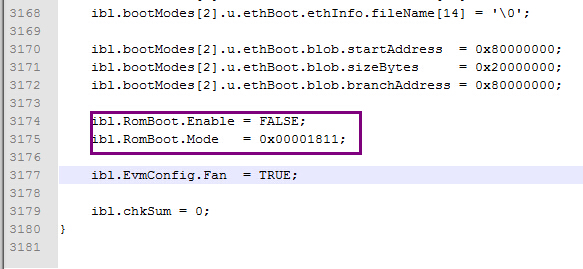 3168 ibl.bootModes[2].u.ethBoot.ethInfo.fileName[14] = '\0';
3169
3170 ibl.bootModes[2].u.ethBoot.blob.startAddress  = 0x80000000;
3171 ibl.bootModes[2].u.ethBoot.blob.sizeBytes     = 0x20000000;
3172 ibl.bootModes[2].u.ethBoot.blob.branchAddress = 0x80000000;
3173
3174 ibl.RomBoot.Enable = FALSE;
3175 ibl.RomBoot.Mode   = 0x00001811;
3176
3177 ibl.EvmConfig.Fan  = TRUE;
3178
3179 ibl.chkSum = 0;
3180 }
3181